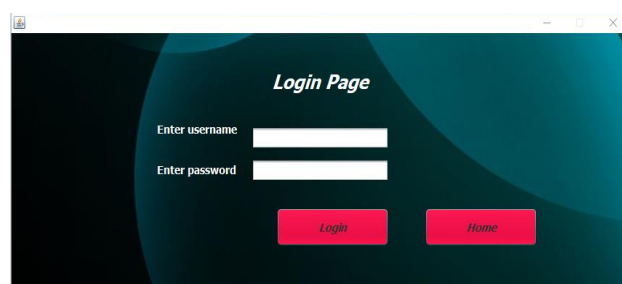 Login Page
Enter username
Enter password
Login
Home